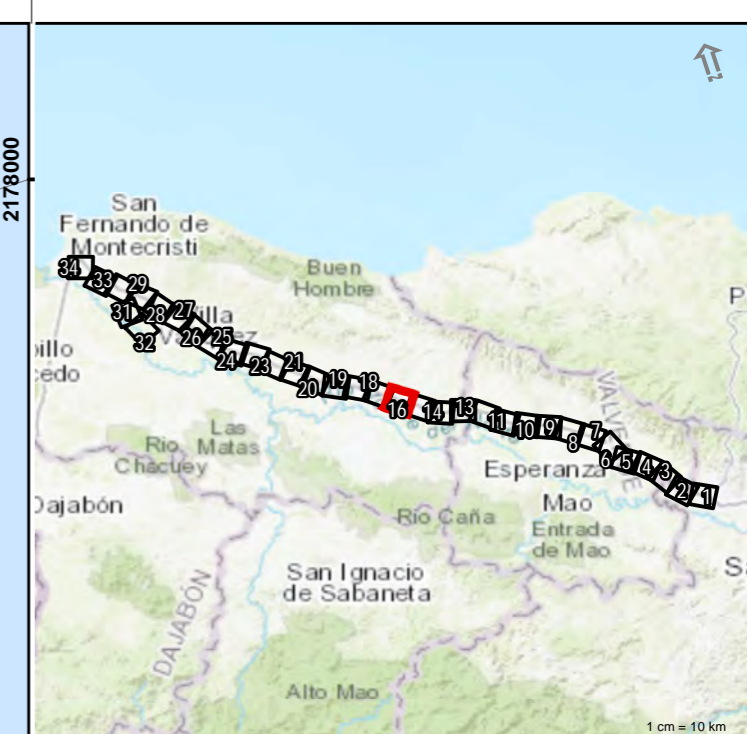 2178000
San
Fernando de
Montecristi
Buen
Hombre
34
33
29
31
28
27
32
26
25
24
23
21
20
19
18
16
14
13
11
10
9
8
7
6
5
4
3
2
1
Las
Matas
Rio
Chacuey
Dajabón
Esperanza
Mao
Entrada
de Mao
Rio Caña
San Ignacio
de Sabaneta
DAJABÓN
Alto Mao
1 cm = 10 km